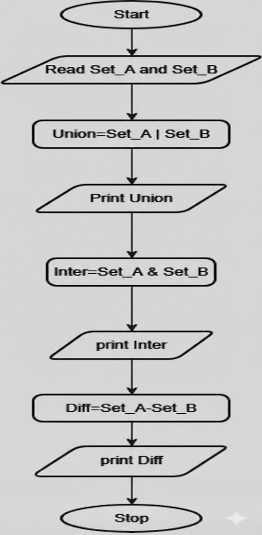 Start
Read Set_A and Set_B
Union=Set_A | Set_B
Print Union
Inter=Set_A & Set_B
print Inter
Diff=Set_A-Set_B
print Diff
Stop